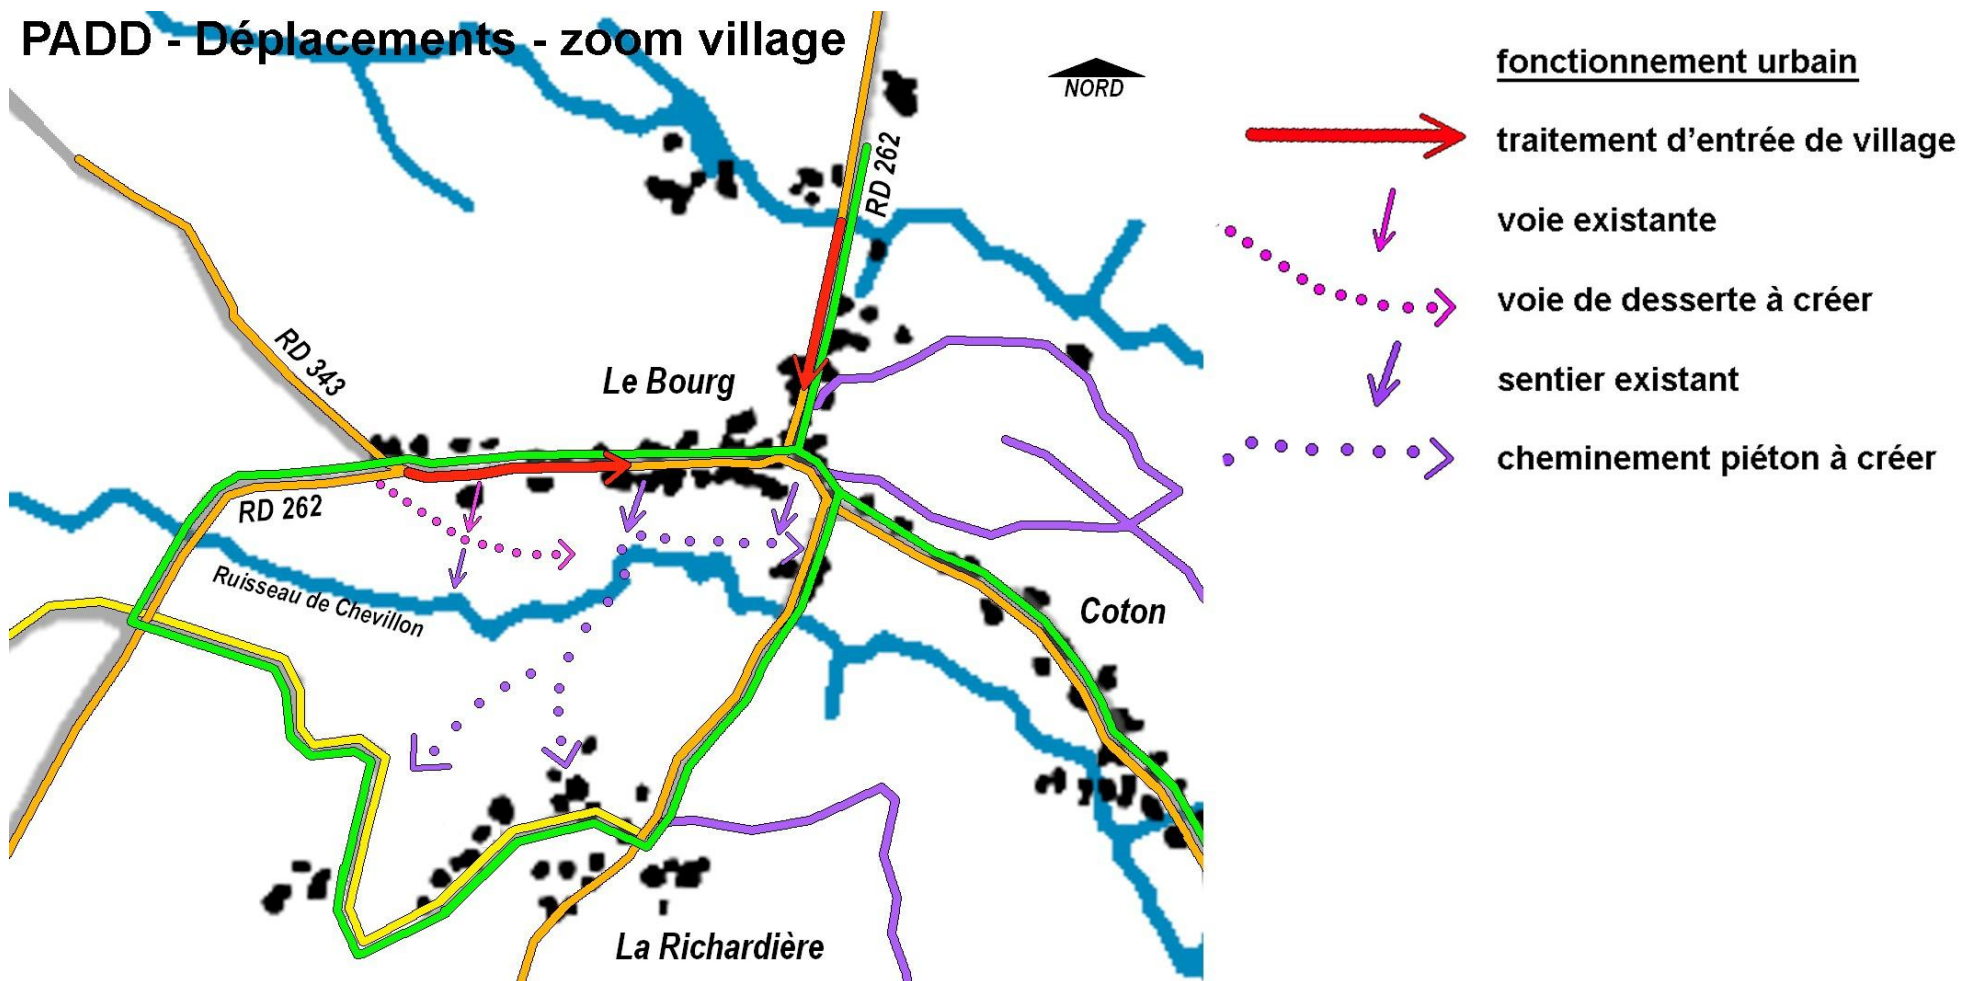 PADD - Déplacements - zoom village
NORD
fonctionnement urbain
traitement d'entrée de village
voie existante
voie de desserte à créer
sentier existant
cheminement piéton à créer
RD 262
RD 343
Le Bourg
RD 262
Ruisseau de Chevillon
Coton
La Richardière